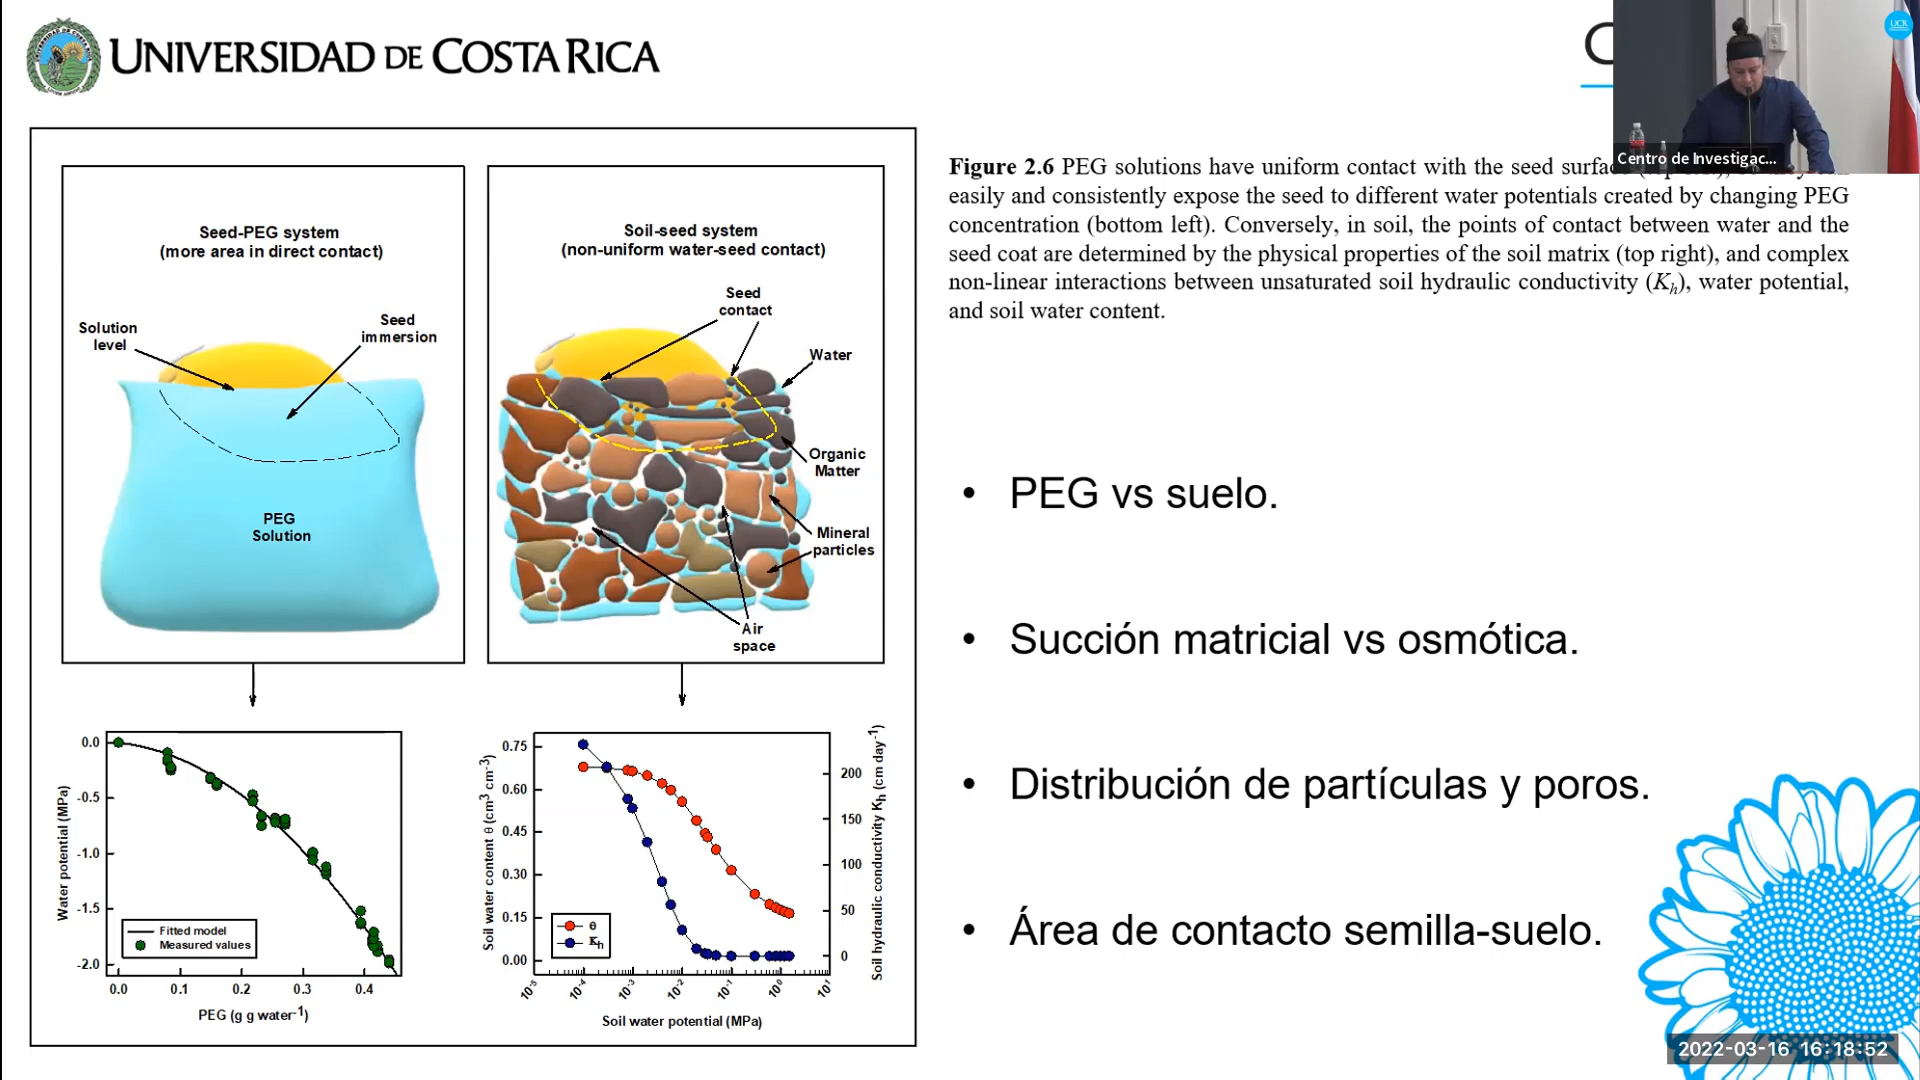 UNIVERSIDAD DE COSTA RICA
UCR
Centro de Investigac...
Seed-PEG system
(more area in direct contact)
Solution
level
Seed
immersion
PEG
Solution
Soil-seed system
(non-uniform water-seed contact)
Seed
contact
Water
Organic
Matter
Mineral
particles
Air
space
Water potential (MPa)
0.0
-0.5
-1.0
-1.5
-2.0
Fitted model
Measured values
0.0 0.1 0.2 0.3 0.4
PEG (g g water-1)
Soil water content θ (cm3 cm-3)
0.75
0.60
0.45
0.30
0.15
0.00
θ
Kh
200
150
100
50
0
Soil hydraulic conductivity Kh (cm day-1)
10-5 10-4 10-3 10-2 10-1 100 101
Soil water potential (MPa)
Figure 2.6 PEG solutions have uniform contact with the seed
easily and consistently expose the seed to different water potentials created by changing PEG
concentration (bottom left). Conversely, in soil, the points of contact between water and the
seed coat are determined by the physical properties of the soil matrix (top right), and complex
non-linear interactions between unsaturated soil hydraulic conductivity (Kh), water potential,
and soil water content.
• PEG vs suelo.
• Succión matricial vs osmótica.
• Distribución de partículas y poros.
• Área de contacto semilla-suelo.
2022-03-16 16:18:52